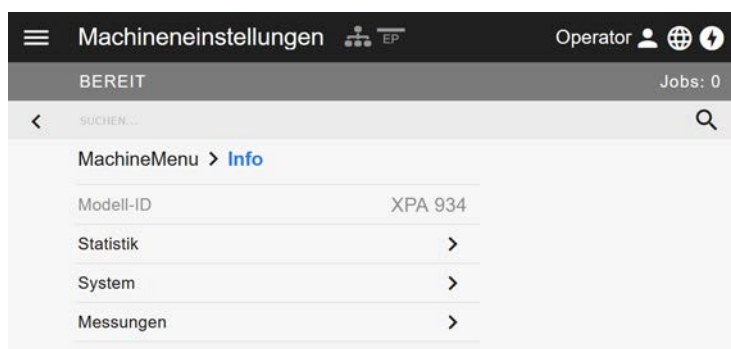 Machineneinstellungen EP Operator
BEREIT Jobs: 0
SUCHEN...
MachineMenu > Info
Modell-ID XPA 934
Statistik >
System >
Messungen >